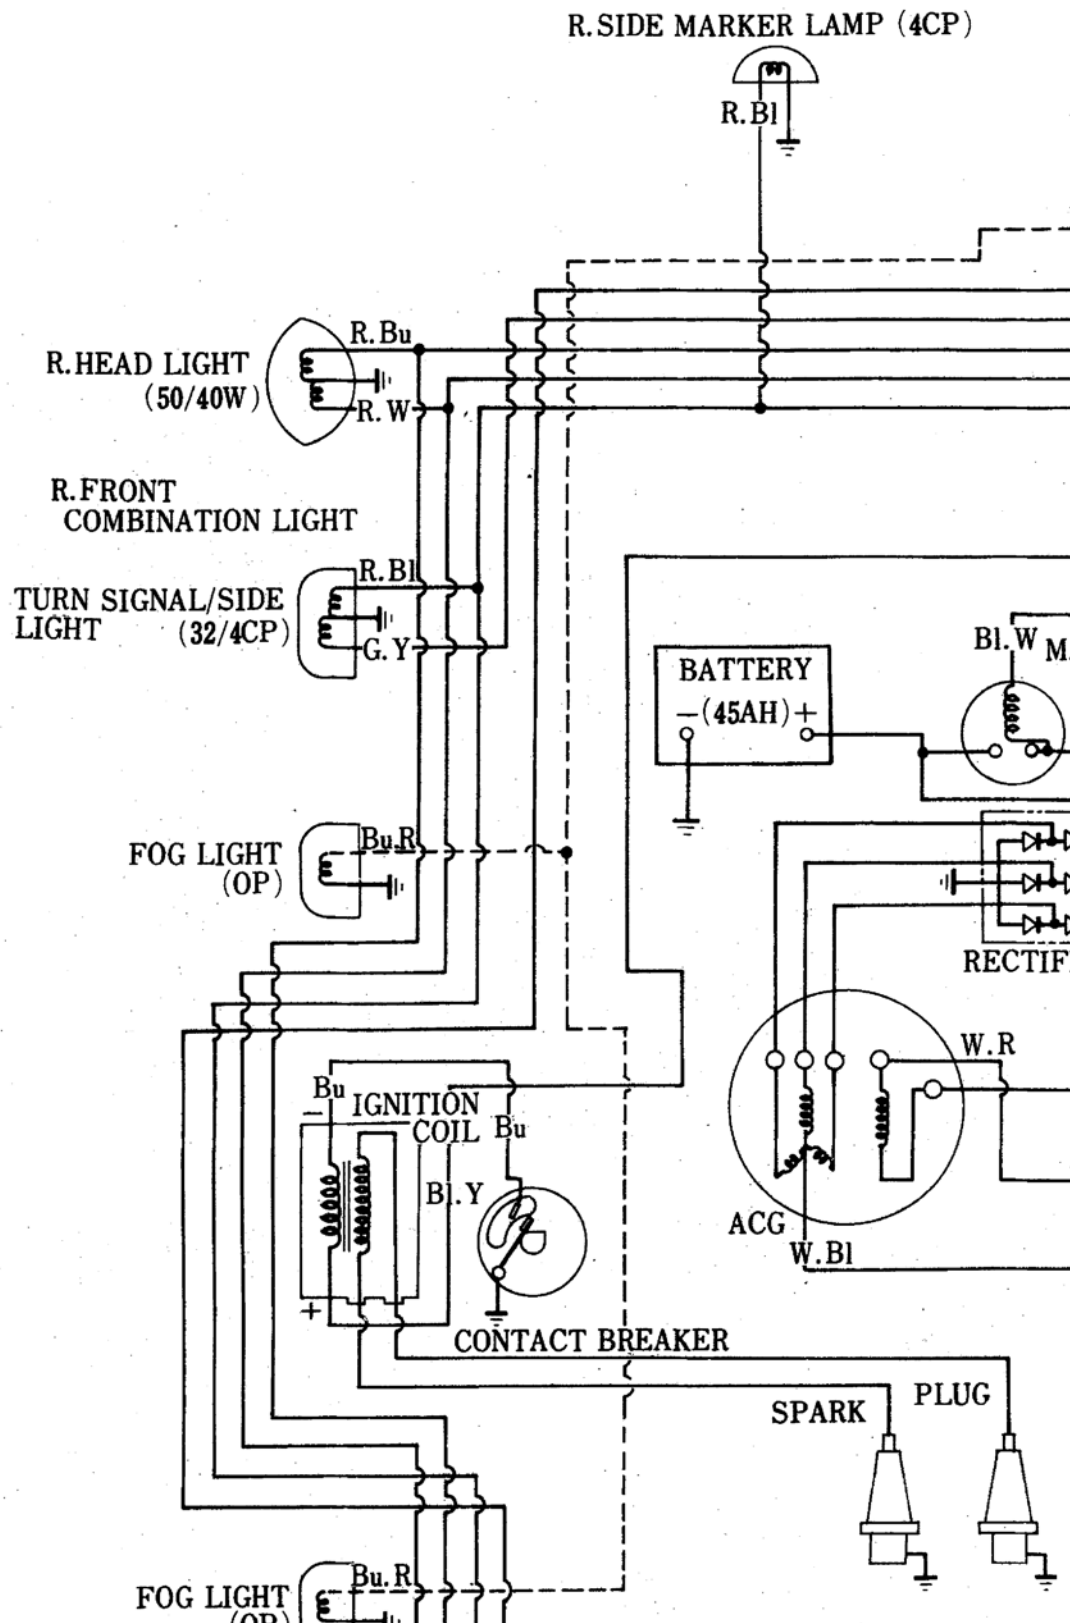 R.SIDE MARKER LAMP (4CP)
R.Bl
R.Bu
R.HEAD LIGHT
(50/40W)
R.W
R.FRONT
COMBINATION LIGHT
R.Bl
TURN SIGNAL/SIDE
LIGHT (32/4CP)
G.Y
Bl.W
M.
BATTERY
-(45AH)+
Bu.R
FOG LIGHT
(OP)
RECTIF
W.R
Bu
- IGNITION
COIL
Bu
Bl.Y
ACG
W.Bl
+
CONTACT BREAKER
SPARK PLUG
Bu.R
FOG LIGHT
(OP)